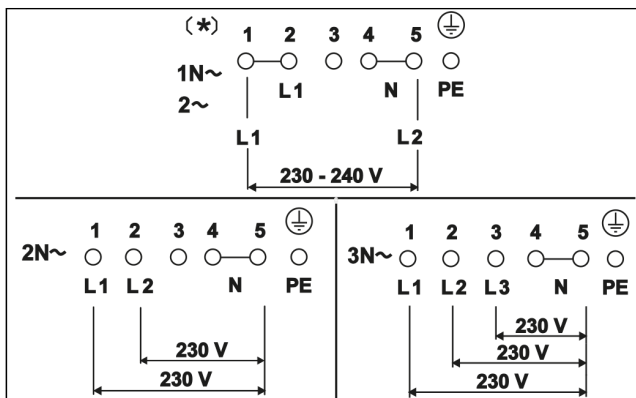 (*) 1 2 3 4 5
1N~ L1 N PE
2~
L1 L2
230 - 240 V
1 2 3 4 5
2N~
L1 L2 N PE
230 V
230 V
1 2 3 4 5
3N~
L1 L2 L3 N PE
230 V
230 V
230 V